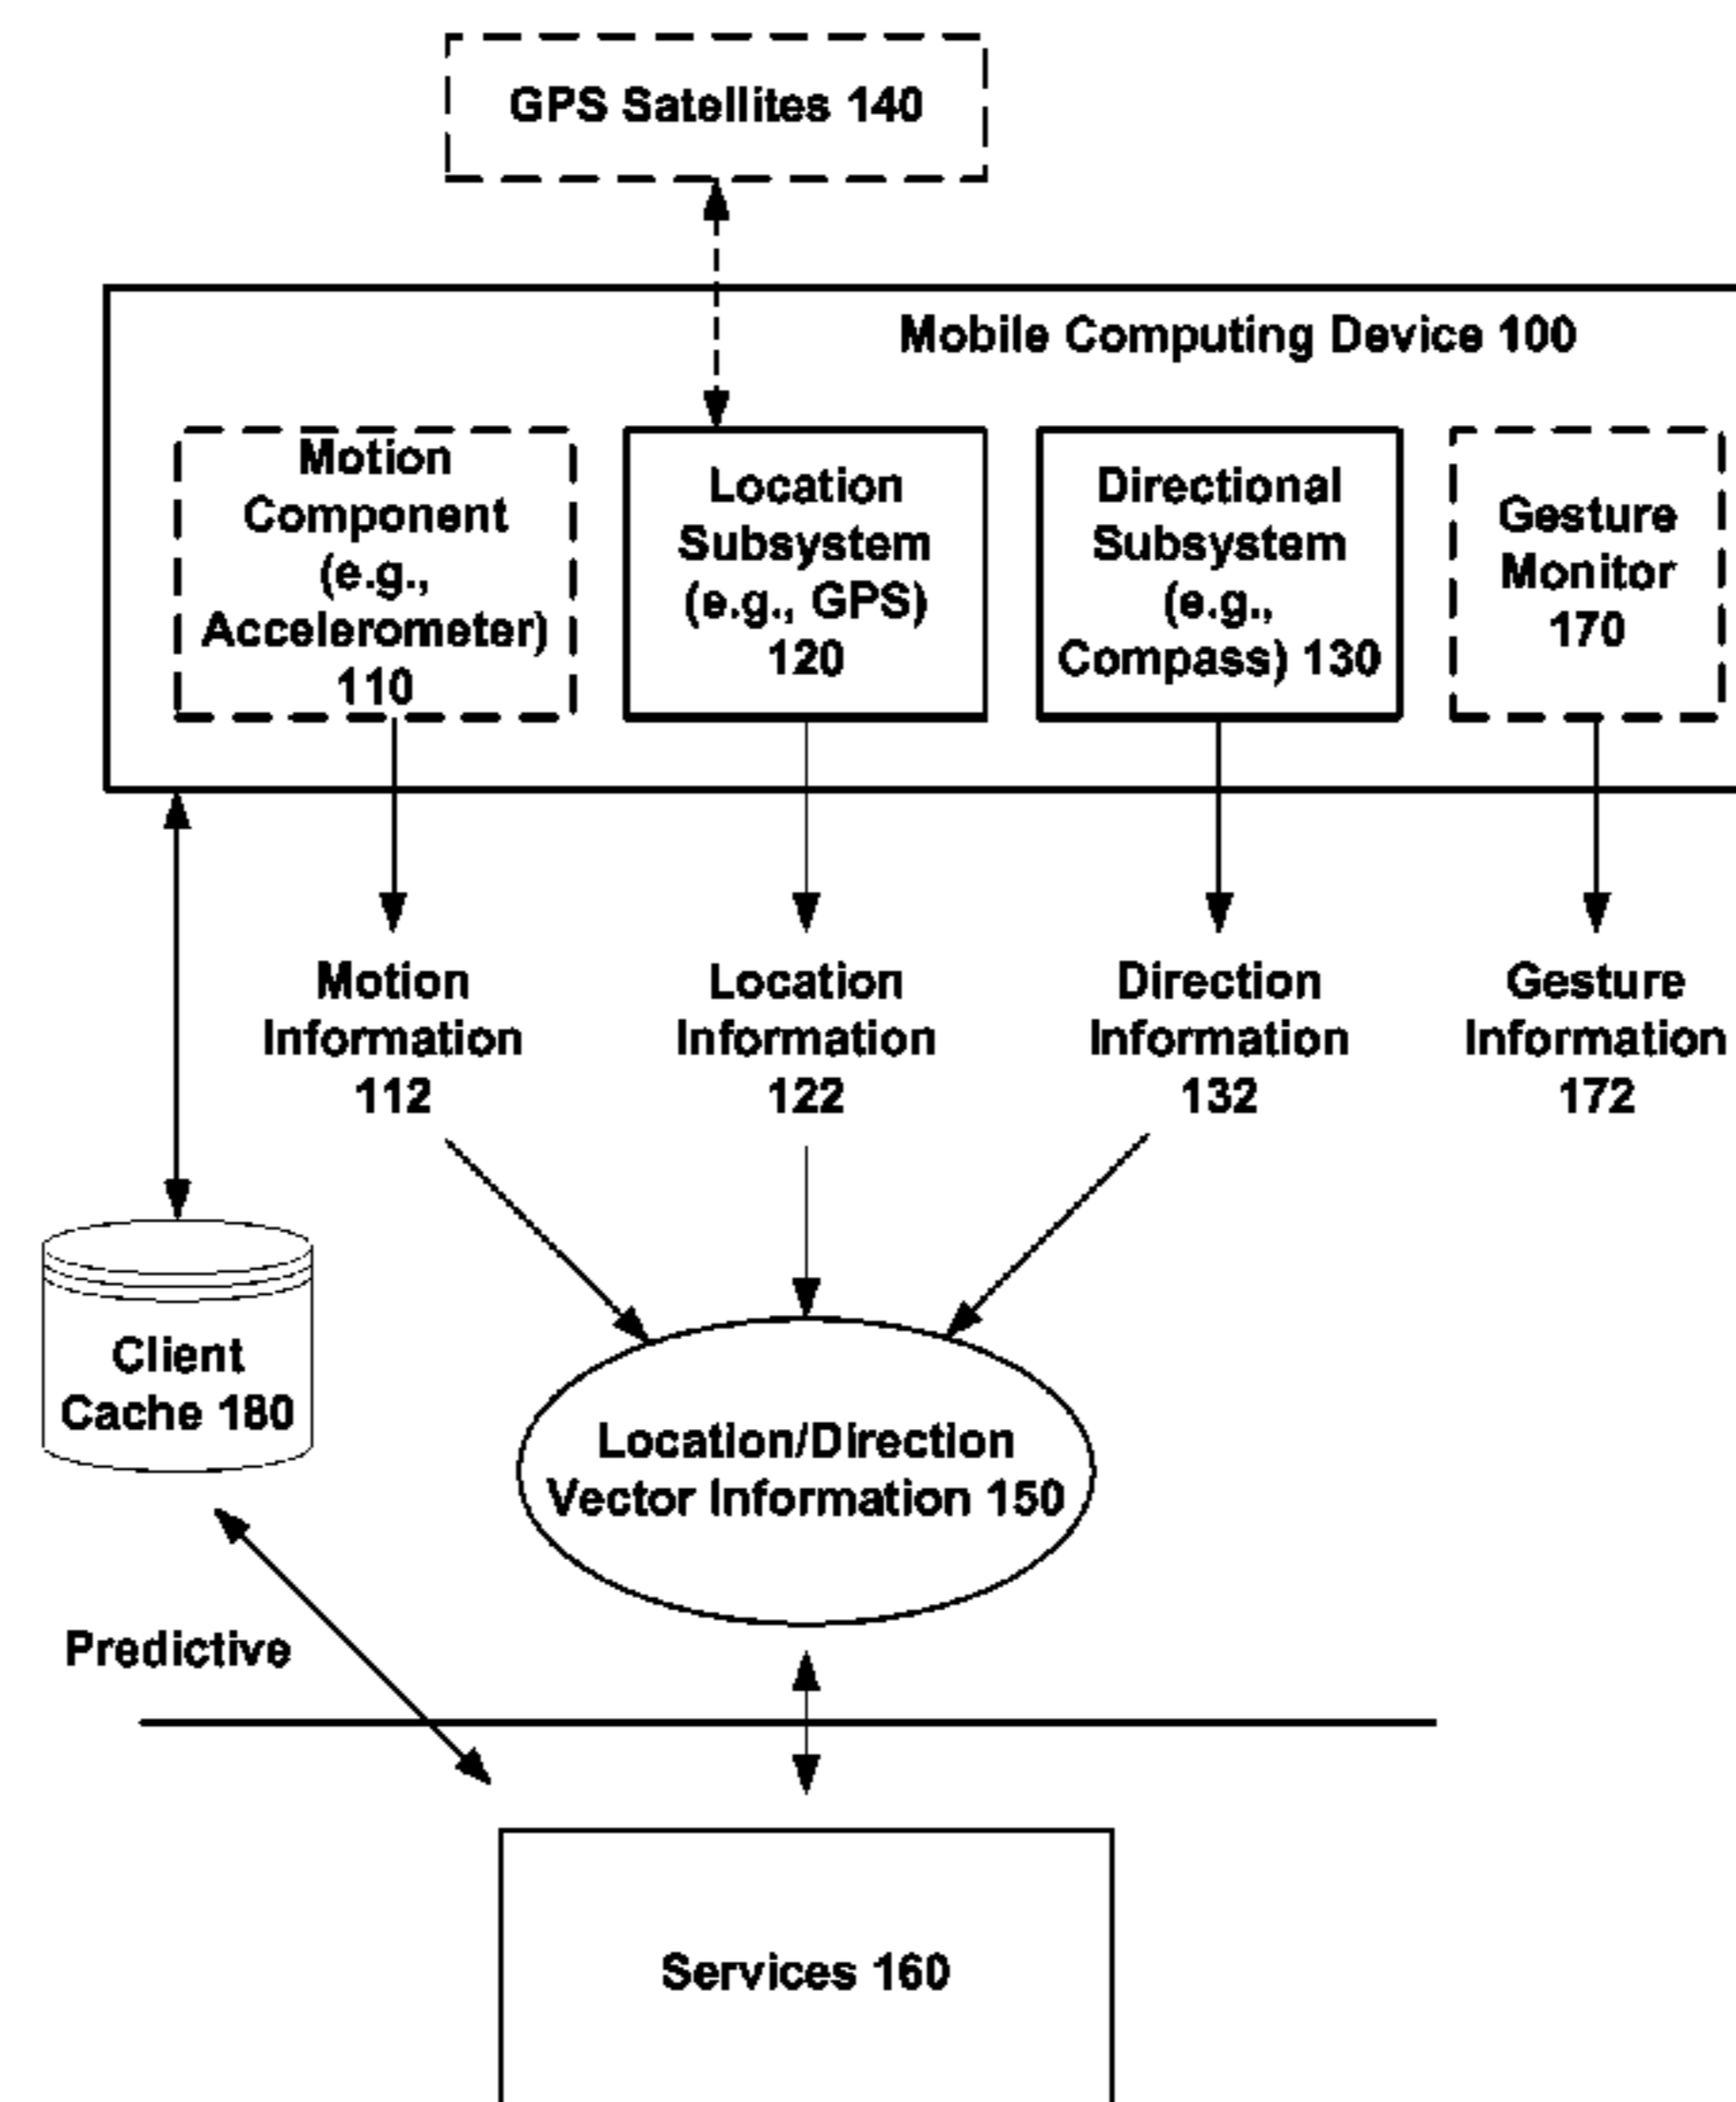 GPS Satellites 140
Mobile Computing Device 100
Motion
Component
(e.g.,
Accelerometer)
110
Location
Subsystem
(e.g., GPS)
120
Directional
Subsystem
(e.g.,
Compass) 130
Gesture
Monitor
170
Motion
Information
112
Location
Information
122
Direction
Information
132
Gesture
Information
172
Client
Cache 180
Location/Direction
Vector Information 150
Predictive
Services 160